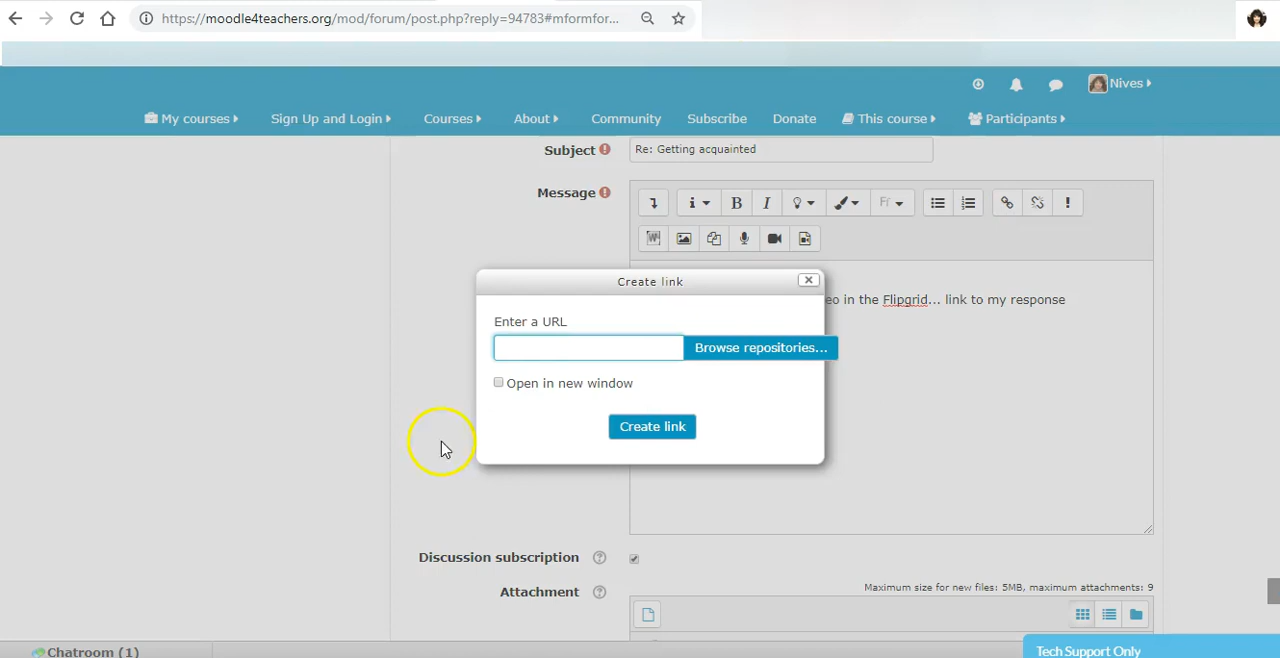 https://moodle4teachers.org/mod/forum/post.php?reply=94783#mformfor...
Nives
My courses
Sign Up and Login
Courses
About
Community
Subscribe
Donate
This course
Participants
Subject
Re: Getting acquainted
Message
i
B
I
Create link
Enter a URL
Browse repositories...
Open in new window
Create link
eo in the Flipgrid... link to my response
Discussion subscription
Attachment
Maximum size for new files: 5MB, maximum attachments: 9
Chatroom (1)
Tech Support Only